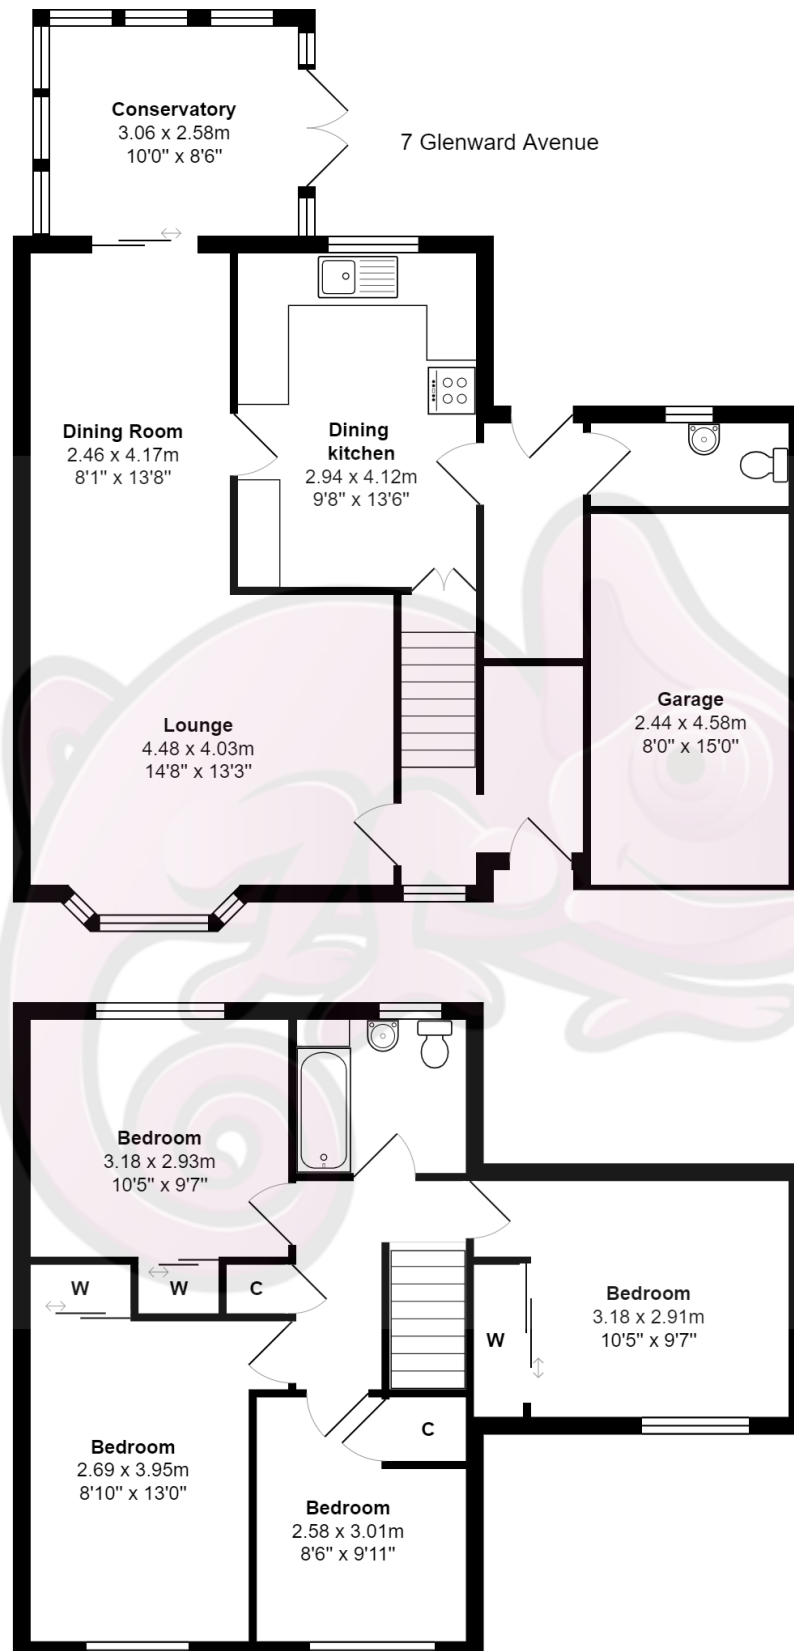 Conservatory
3.06 x 2.58m
10'0" x 8'6"
7 Glenward Avenue
Dining Room
2.46 x 4.17m
8'1" x 13'8"
Dining
kitchen
2.94 x 4.12m
9'8" x 13'6"
Lounge
4.48 x 4.03m
14'8" x 13'3"
Garage
2.44 x 4.58m
8'0" x 15'0"
Bedroom
3.18 x 2.93m
10'5" x 9'7"
W
W
C
Bedroom
3.18 x 2.91m
10'5" x 9'7"
W
Bedroom
2.69 x 3.95m
8'10" x 13'0"
C
Bedroom
2.58 x 3.01m
8'6" x 9'11"